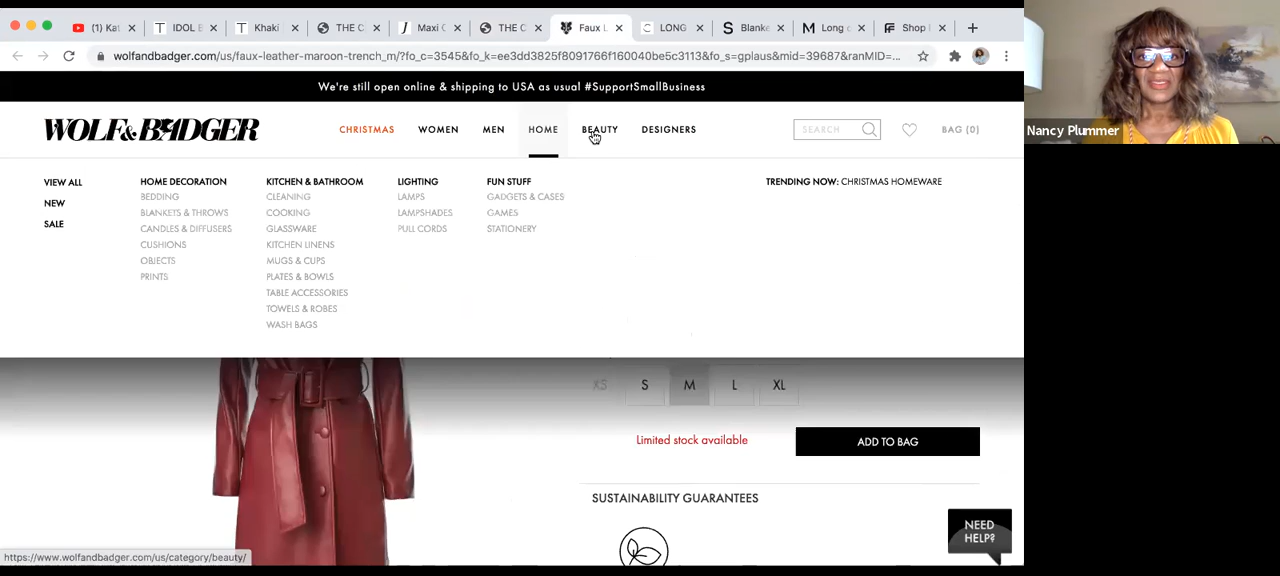 (1) Kat
IDOL B
Khaki
THE C
Maxi C
THE C
Faux L
LONG
Blanke
Long c
Shop
wolfandbadger.com/us/faux-leather-maroon-trench_m/?fo_c=3545&fo_k=ee3dd3825f8091766f160040be5c3113&fo_s=gplaus&mid=39687&ranMID=...
We're still open online & shipping to USA as usual #SupportSmallBusiness
WOLF & BADGER
CHRISTMAS WOMEN MEN HOME BEAUTY DESIGNERS
SEARCH
BAG (0)
Nancy Plummer
VIEW ALL
NEW
SALE
HOME DECORATION
BEDDING
BLANKETS & THROWS
CANDLES & DIFFUSERS
CUSHIONS
OBJECTS
PRINTS
KITCHEN & BATHROOM
CLEANING
COOKING
GLASSWARE
KITCHEN LINENS
MUGS & CUPS
PLATES & BOWLS
TABLE ACCESSORIES
TOWELS & ROBES
WASH BAGS
LIGHTING
LAMPS
LAMPSHADES
PULL CORDS
FUN STUFF
GADGETS & CASES
GAMES
STATIONERY
TRENDING NOW: CHRISTMAS HOMEWARE
XS S M L XL
Limited stock available
ADD TO BAG
SUSTAINABILITY GUARANTEES
NEED
HELP?
https://www.wolfandbadger.com/us/category/beauty/